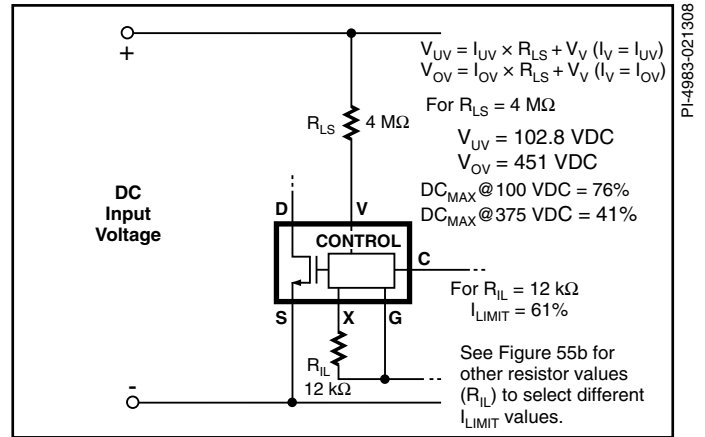 PI-4983-021308
+
V_UV = I_UV × R_LS + V_V (I_V = I_UV)
V_OV = I_OV × R_LS + V_V (I_V = I_OV)
For R_LS = 4 MΩ
R_LS 4 MΩ
V_UV = 102.8 VDC
V_OV = 451 VDC
DC_MAX@100 VDC = 76%
DC_MAX@375 VDC = 41%
DC
Input
Voltage
D V
CONTROL
C
For R_IL = 12 kΩ
I_LIMIT = 61%
S X G
R_IL
12 kΩ
See Figure 55b for
other resistor values
(R_IL) to select different
I_LIMIT values.
-